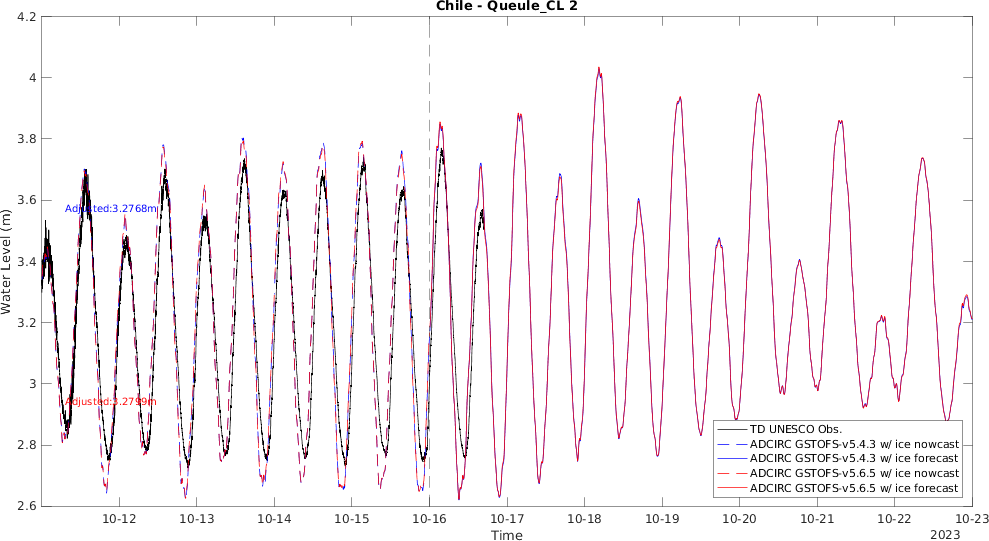 Chile - Queule_CL 2
4.2
4
3.8
3.6
3.4
3.2
3
2.8
2.6
Water Level (m)
Adjusted:3.2768m
Adjusted:3.2799m
TD UNESCO Obs.
ADCIRC GSTOFS-v5.4.3 w/ ice nowcast
ADCIRC GSTOFS-v5.4.3 w/ ice forecast
ADCIRC GSTOFS-v5.6.5 w/ ice nowcast
ADCIRC GSTOFS-v5.6.5 w/ ice forecast
10-12 10-13 10-14 10-15 10-16 10-17 10-18 10-19 10-20 10-21 10-22 10-23
Time
2023